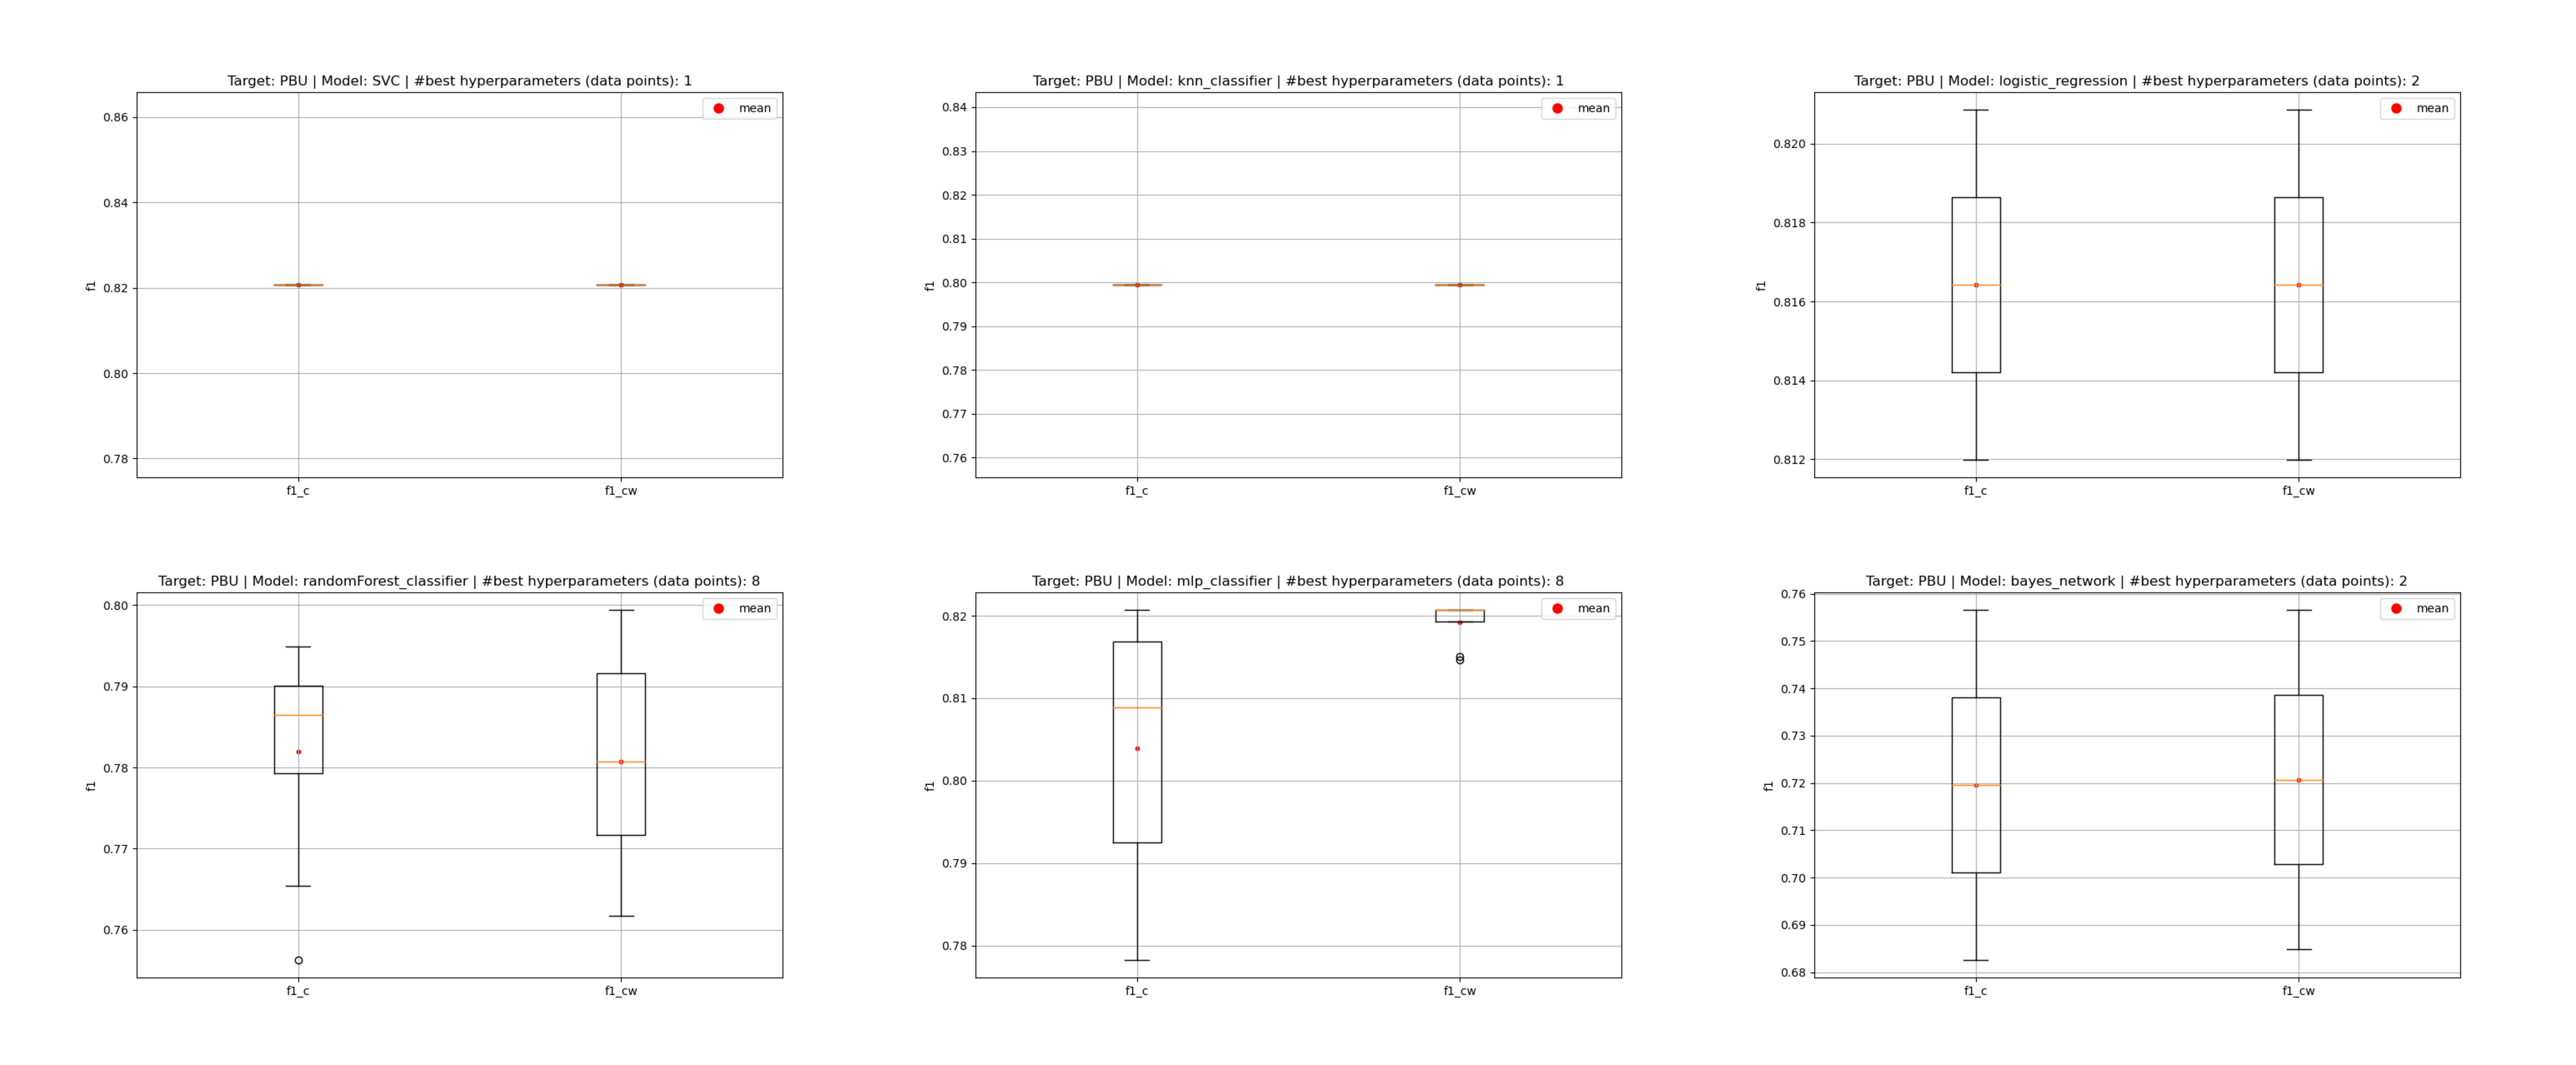 Target: PBU | Model: SVC | #best hyperparameters (data points): 1
mean
0.86
0.84
0.82
0.80
0.78
f1
f1_c
f1_cw
Target: PBU | Model: knn_classifier | #best hyperparameters (data points): 1
mean
0.84
0.83
0.82
0.81
0.80
0.79
0.78
0.77
0.76
f1
f1_c
f1_cw
Target: PBU | Model: logistic_regression | #best hyperparameters (data points): 2
mean
0.820
0.818
0.816
0.814
0.812
f1
f1_c
f1_cw
Target: PBU | Model: randomForest_classifier | #best hyperparameters (data points): 8
mean
0.80
0.79
0.78
0.77
0.76
f1
f1_c
f1_cw
Target: PBU | Model: mlp_classifier | #best hyperparameters (data points): 8
mean
0.82
0.81
0.80
0.79
0.78
f1
f1_c
f1_cw
Target: PBU | Model: bayes_network | #best hyperparameters (data points): 2
mean
0.76
0.75
0.74
0.73
0.72
0.71
0.70
0.69
0.68
f1
f1_c
f1_cw